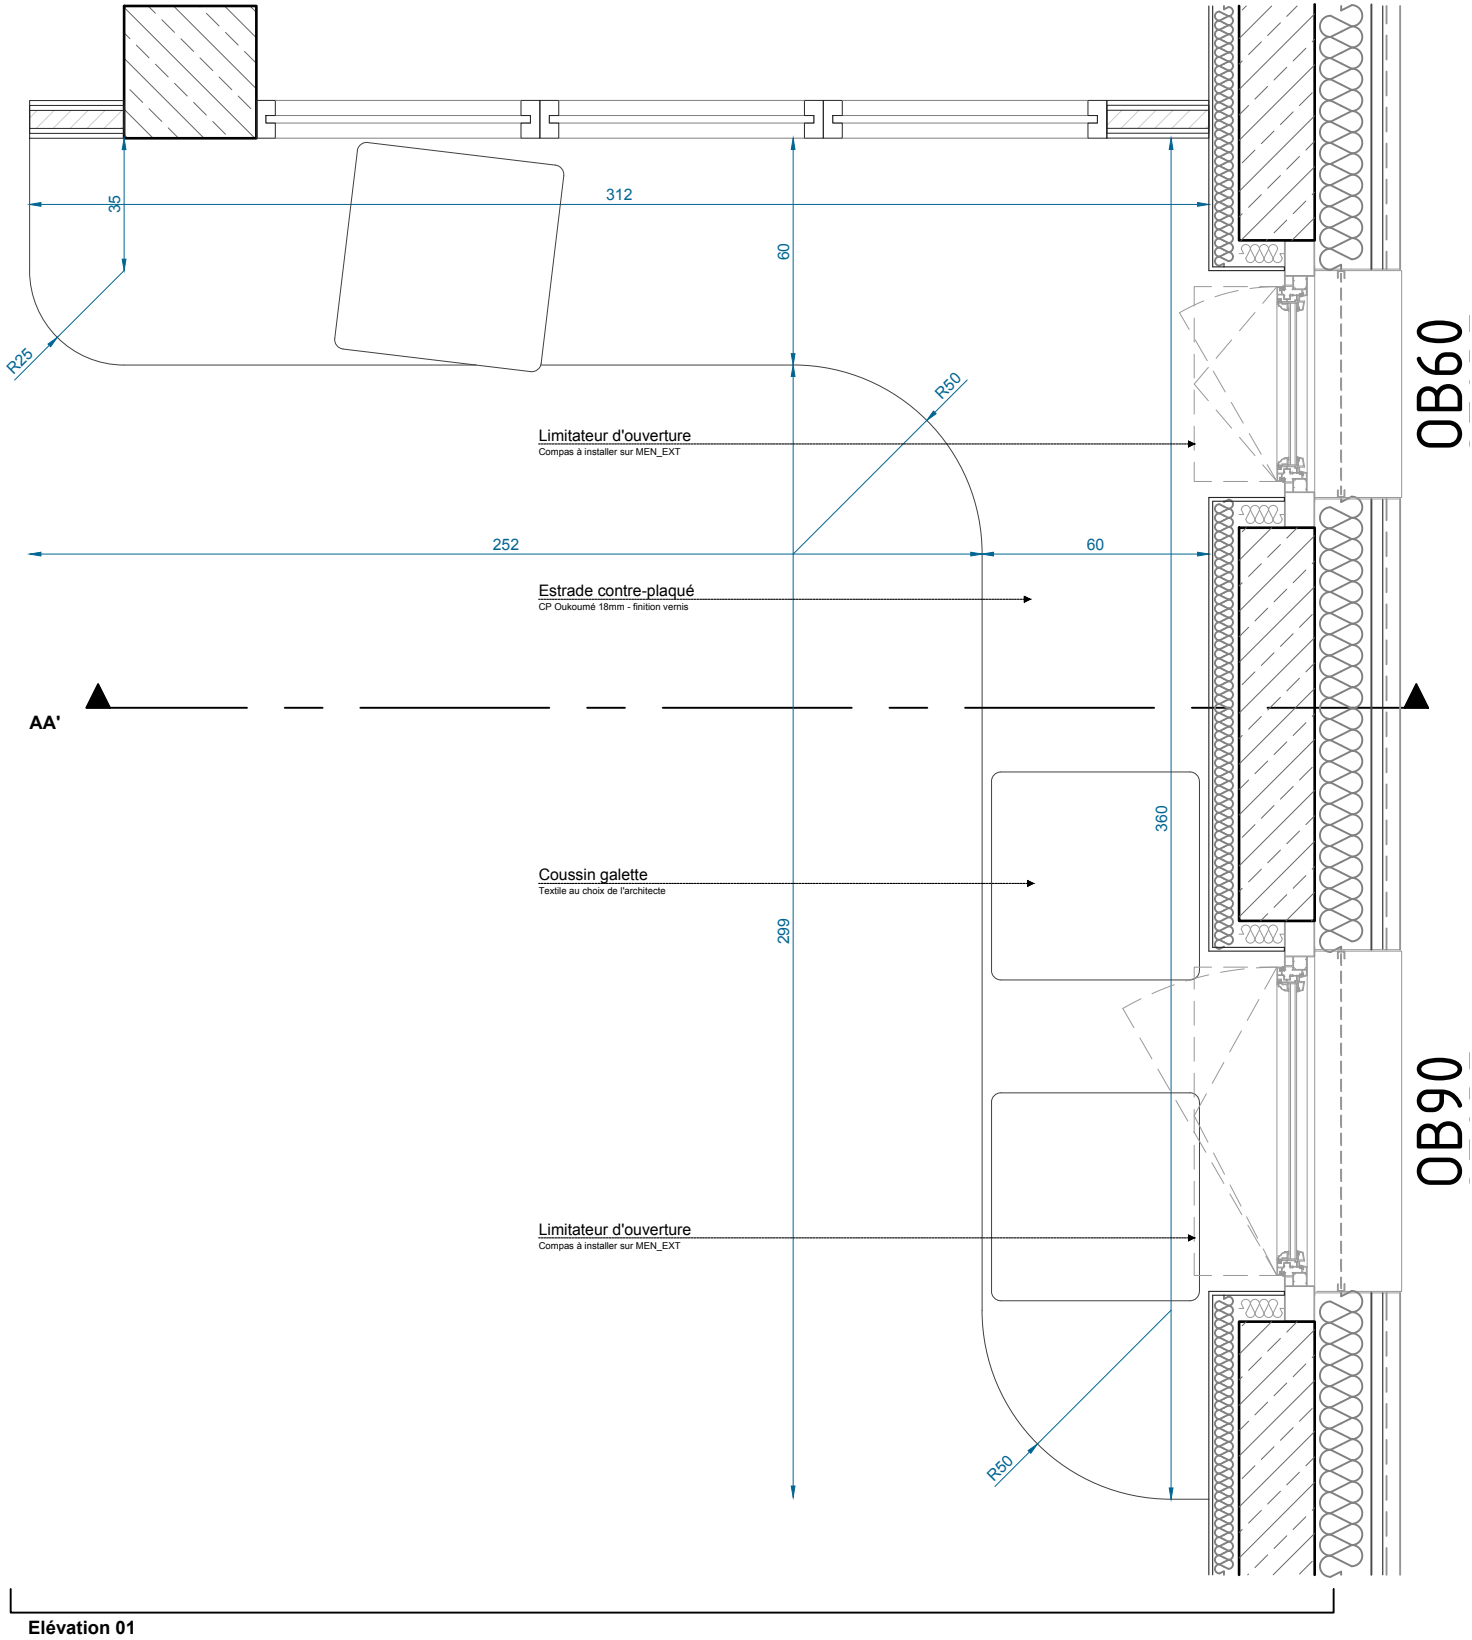 312
35
60
R25
R50
Limitateur d'ouverture
Compas à installer sur MEN_EXT
0B60
252
60
Estrade contre-plaqué
CP Oukoumé 18mm - finition vernis
AA'
360
Coussin galette
Textile au choix de l'architecte
299
0B90
Limitateur d'ouverture
Compas à installer sur MEN_EXT
R50
Elévation 01